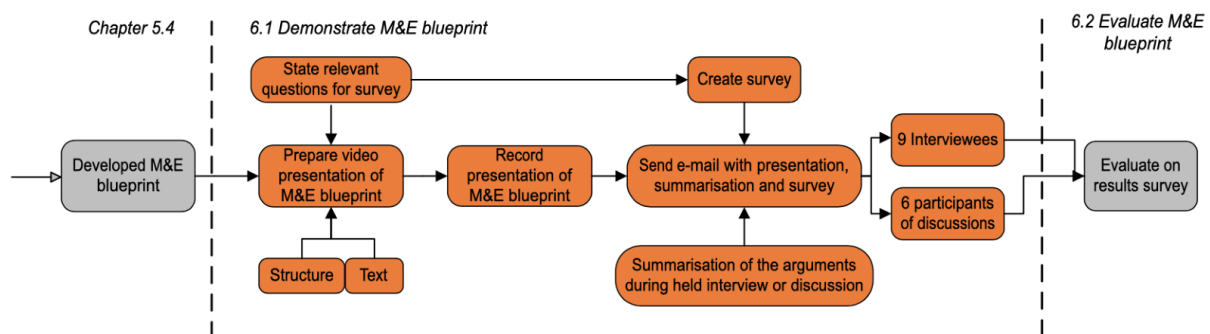 Chapter 5.4
6.1 Demonstrate M&E blueprint
6.2 Evaluate M&E
blueprint
State relevant
questions for survey
Create survey
Developed M&E
blueprint
Prepare video
presentation of
M&E blueprint
Record
presentation of
M&E blueprint
Send e-mail with presentation,
summarisation and survey
9 Interviewees
6 participants
of discussions
Evaluate on
results survey
Structure
Text
Summarisation of the arguments
during held interview or discussion